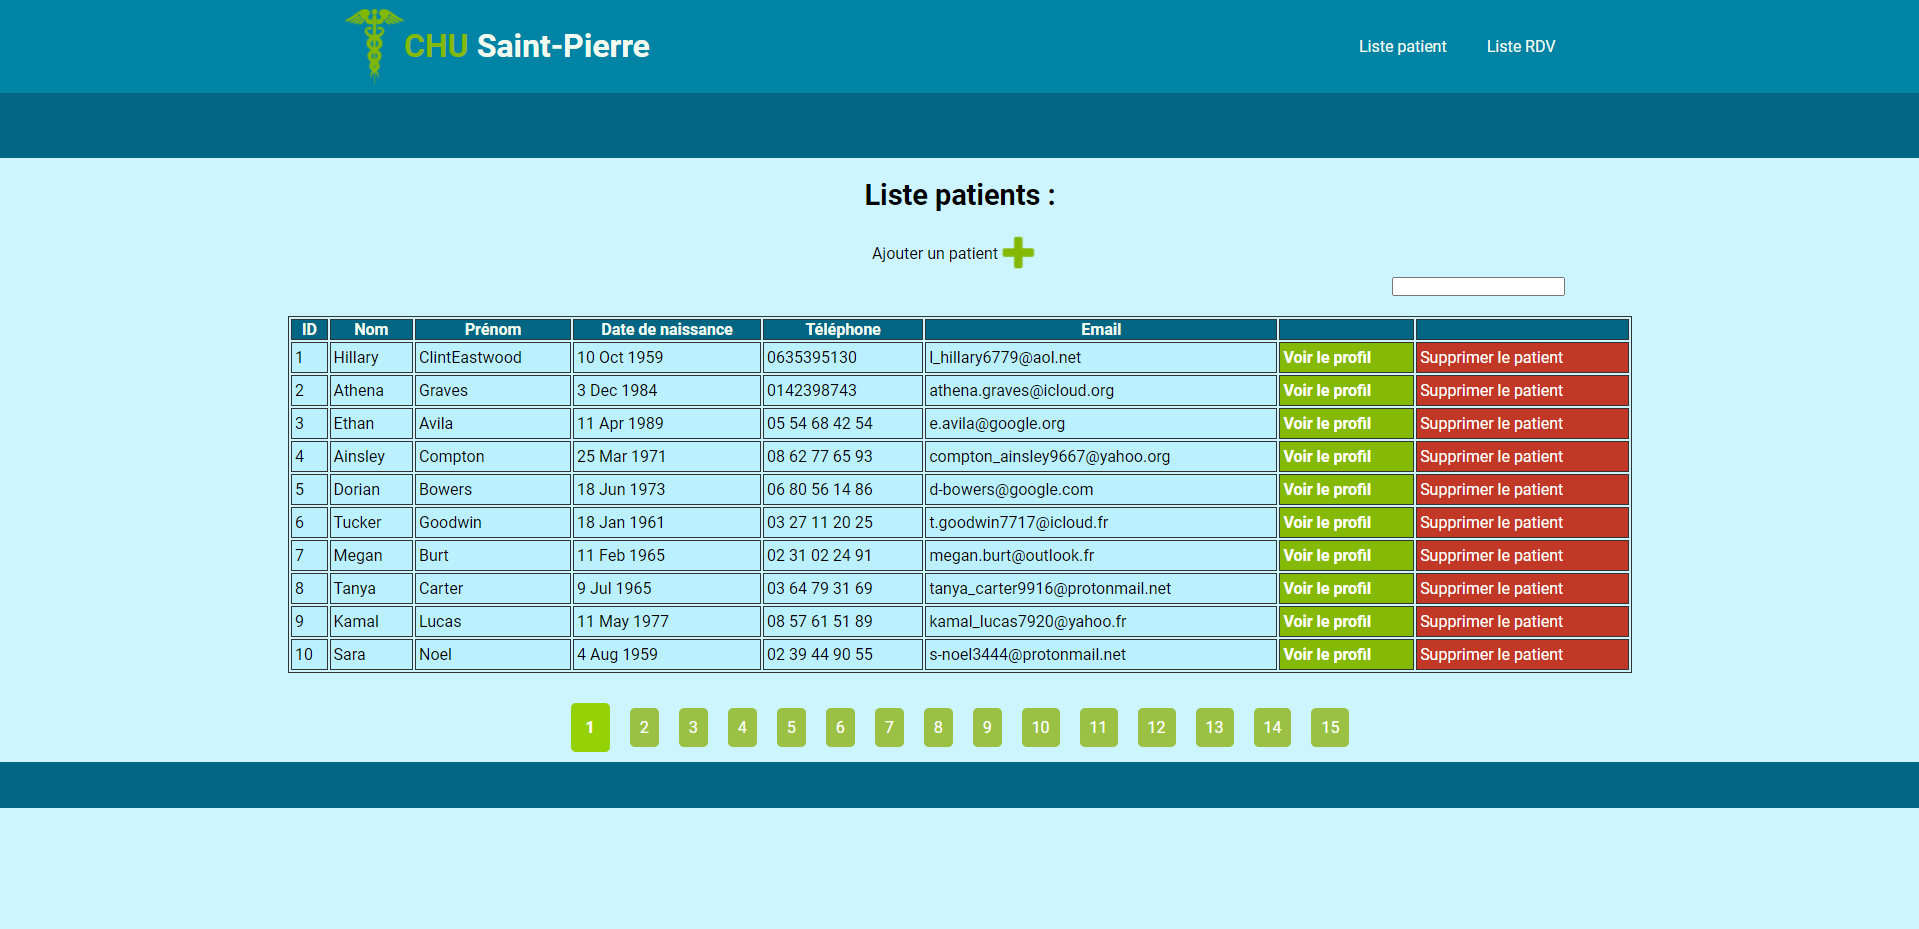 CHU Saint-Pierre
Liste patient Liste RDV
Liste patients :
Ajouter un patient
ID Nom Prénom Date de naissance Téléphone Email
1 Hillary ClintEastwood 10 Oct 1959 0635395130 l_hillary6779@aol.net Voir le profil Supprimer le patient
2 Athena Graves 3 Dec 1984 0142398743 athena.graves@icloud.org Voir le profil Supprimer le patient
3 Ethan Avila 11 Apr 1989 05 54 68 42 54 e.avila@google.org Voir le profil Supprimer le patient
4 Ainsley Compton 25 Mar 1971 08 62 77 65 93 compton_ainsley9667@yahoo.org Voir le profil Supprimer le patient
5 Dorian Bowers 18 Jun 1973 06 80 56 14 86 d-bowers@google.com Voir le profil Supprimer le patient
6 Tucker Goodwin 18 Jan 1961 03 27 11 20 25 t.goodwin7717@icloud.fr Voir le profil Supprimer le patient
7 Megan Burt 11 Feb 1965 02 31 02 24 91 megan.burt@outlook.fr Voir le profil Supprimer le patient
8 Tanya Carter 9 Jul 1965 03 64 79 31 69 tanya_carter9916@protonmail.net Voir le profil Supprimer le patient
9 Kamal Lucas 11 May 1977 08 57 61 51 89 kamal_lucas7920@yahoo.fr Voir le profil Supprimer le patient
10 Sara Noel 4 Aug 1959 02 39 44 90 55 s-noel3444@protonmail.net Voir le profil Supprimer le patient
1 2 3 4 5 6 7 8 9 10 11 12 13 14 15